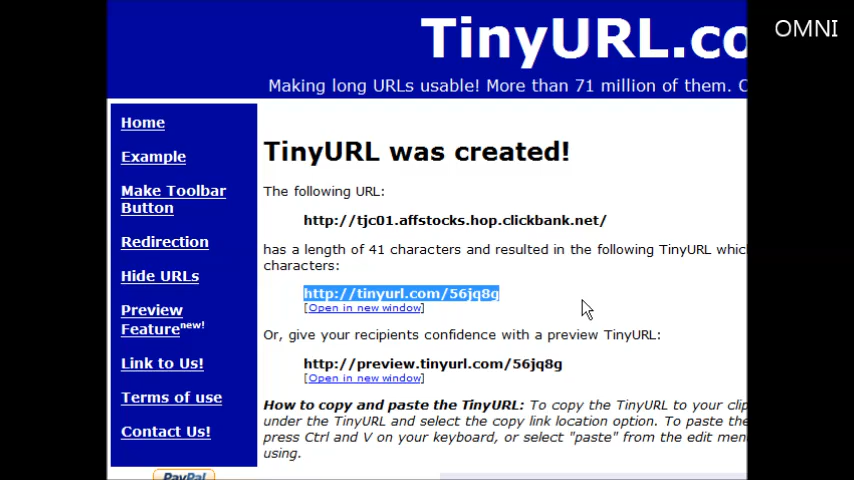 TinyURL.co
OMNI
Making long URLs usable! More than 71 million of them. C
Home
Example
Make Toolbar
Button
Redirection
Hide URLs
Preview
Feature new!
Link to Us!
Terms of use
Contact Us!
PayPal
TinyURL was created!
The following URL:
http://tjc01.affstocks.hop.clickbank.net/
has a length of 41 characters and resulted in the following TinyURL whic
characters:
http://tinyurl.com/56jq8g
[Open in new window]
Or, give your recipients confidence with a preview TinyURL:
http://preview.tinyurl.com/56jq8g
[Open in new window]
How to copy and paste the TinyURL: To copy the TinyURL to your clip
under the TinyURL and select the copy link location option. To paste the
press Ctrl and V on your keyboard, or select "paste" from the edit men
using.